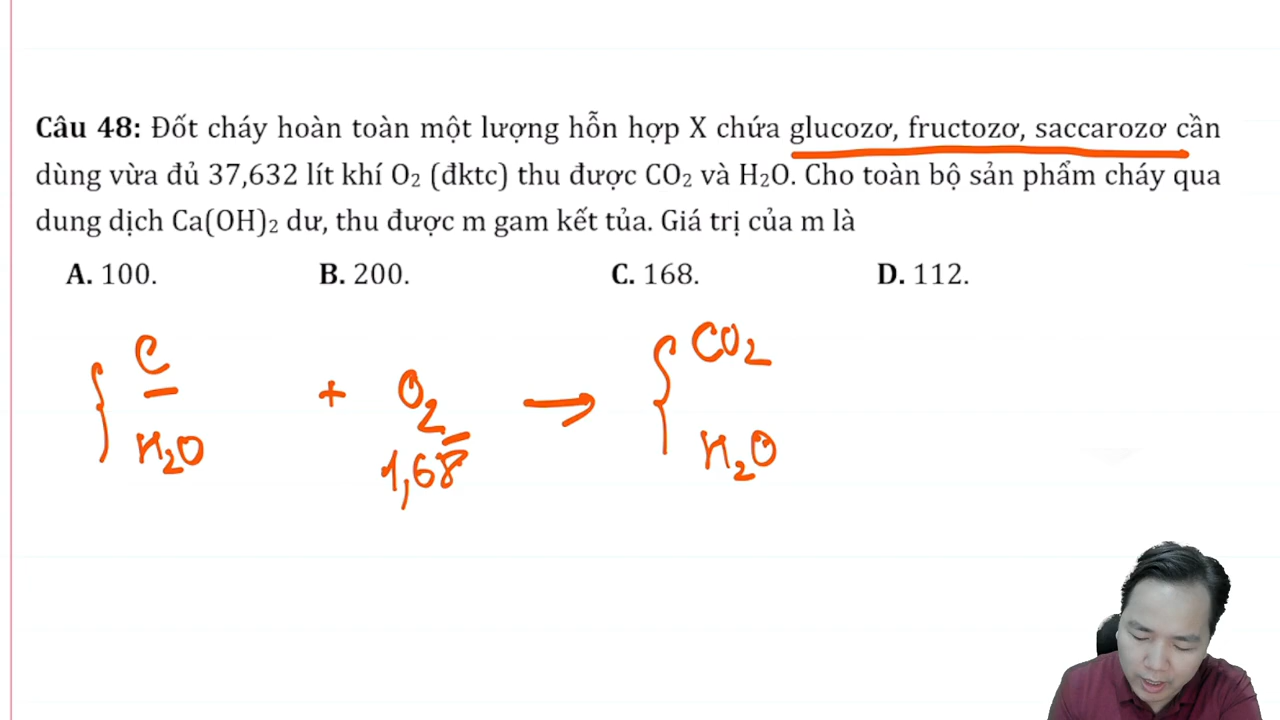 Câu 48: Đốt cháy hoàn toàn một lượng hỗn hợp X chứa glucozơ, fructozơ, saccarozơ cần
dùng vừa đủ 37,632 lít khí O₂ (đktc) thu được CO₂ và H₂O. Cho toàn bộ sản phẩm cháy qua
dung dịch Ca(OH)₂ dư, thu được m gam kết tủa. Giá trị của m là
A. 100. B. 200. C. 168. D. 112.
{ C H₂O + O₂ → { CO₂ H₂O
1,68